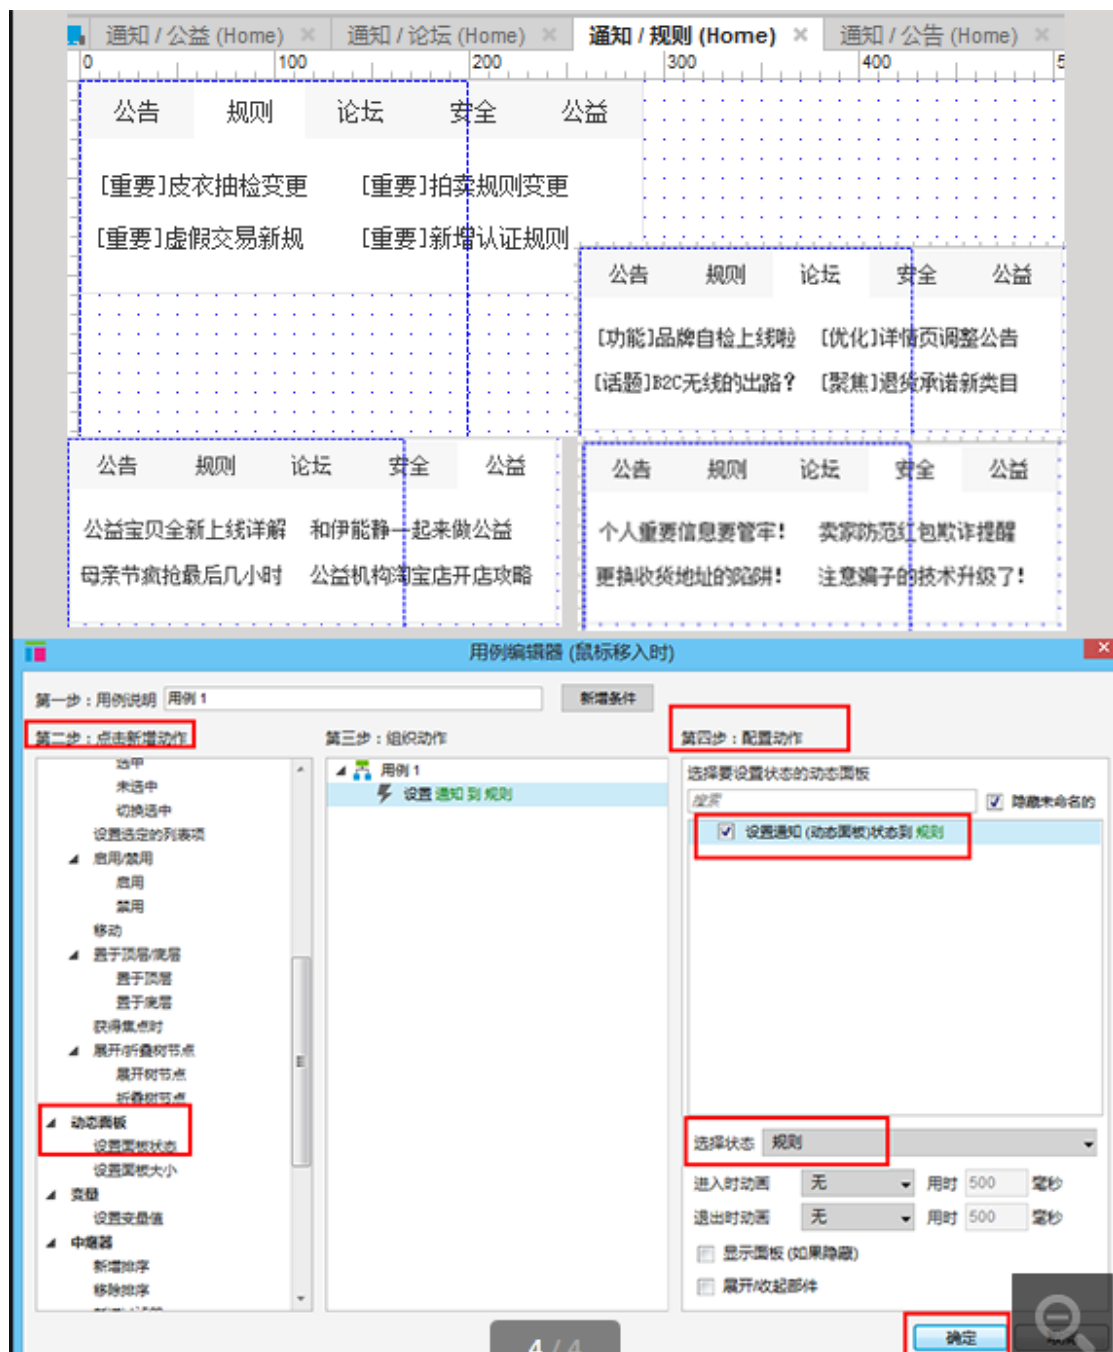 通知 / 公益 (Home) × 通知 / 论坛 (Home) × 通知 / 规则 (Home) × 通知 / 公告 (Home) ×
0 100 200 300 400 5
公告 规则 论坛 安全 公益
[重要]皮衣抽检变更 [重要]拍卖规则变更
[重要]虚假交易新规 [重要]新增认证规则
公告 规则 论坛 安全 公益
[功能]品牌自检上线啦 [优化]详情页调整公告
[话题]B2C无线的出路? [聚焦]退货承诺新类目
公告 规则 论坛 安全 公益
公益宝贝全新上线详解 和伊能静一起来做公益
母亲节疯抢最后几小时 公益机构淘宝店开店攻略
公告 规则 论坛 安全 公益
个人重要信息要管牢! 卖家防范红包欺诈提醒
更换收货地址的陷阱! 注意骗子的技术升级了!
用例编辑器 (鼠标移入时)
第一步:用例说明 用例 1 新增条件
第二步:点击新增动作 第三步:组织动作 第四步:配置动作
选中
未选中
切换选中
设置选定的列表项
启用/禁用
启用
禁用
移动
置于顶层/底层
置于顶层
置于底层
获得焦点时
展开/折叠树节点
展开树节点
折叠树节点
动态面板
设置面板状态
设置面板大小
变量
设置变量值
中继器
新增排序
移除排序
用例 1
设置 通知 到 规则
选择要设置状态的动态面板
搜索 隐藏未命名的
设置通知 (动态面板)状态到 规则
选择状态 规则
进入时动画 无 用时 500 毫秒
退出时动画 无 用时 500 毫秒
显示面板 (如果隐藏)
展开/收起部件
确定
4 / 4